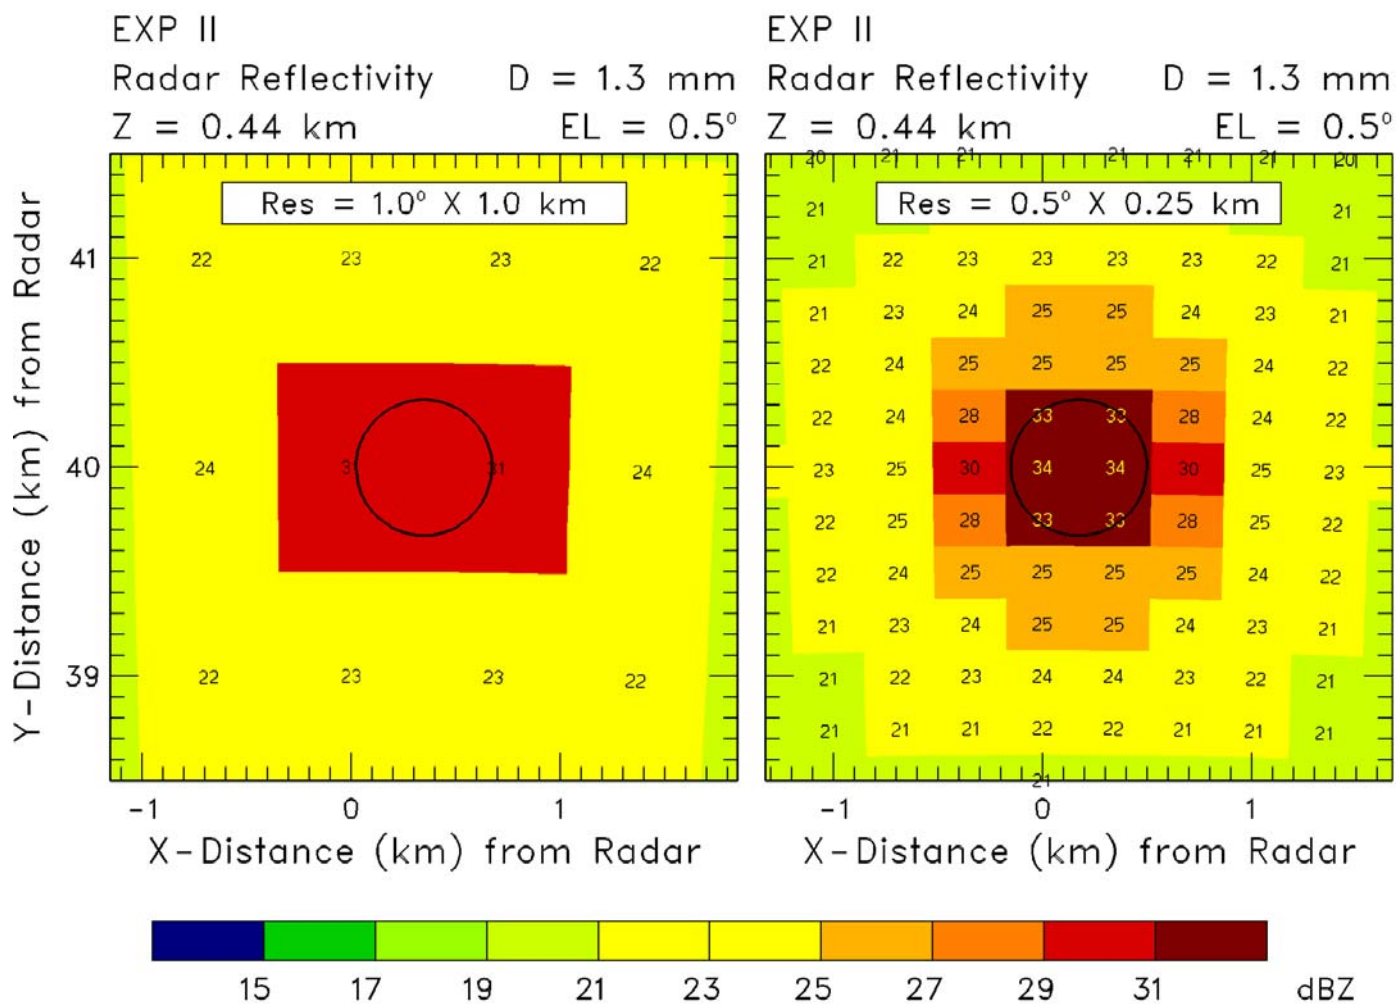 EXP II
Radar Reflectivity D = 1.3 mm
Z = 0.44 km EL = 0.5°
Res = 1.0° X 1.0 km
41
22 23 23 22
40
24 31 31 24
39
22 23 23 22
-1 0 1
X-Distance (km) from Radar
Y-Distance (km) from Radar
EXP II
Radar Reflectivity D = 1.3 mm
Z = 0.44 km EL = 0.5°
20 21 21 21 21 21 20
Res = 0.5° X 0.25 km
21 21
21 22 23 23 23 23 22 21
21 23 24 25 25 24 23 21
22 24 25 25 25 25 24 22
22 24 28 33 33 28 24 22
23 25 30 34 34 30 25 23
22 25 28 33 33 28 25 22
22 24 25 25 25 25 24 22
21 23 24 25 25 24 23 21
21 22 23 24 24 23 22 21
21 21 21 22 22 21 21 21
21
-1 0 1
X-Distance (km) from Radar
15 17 19 21 23 25 27 29 31 dBZ